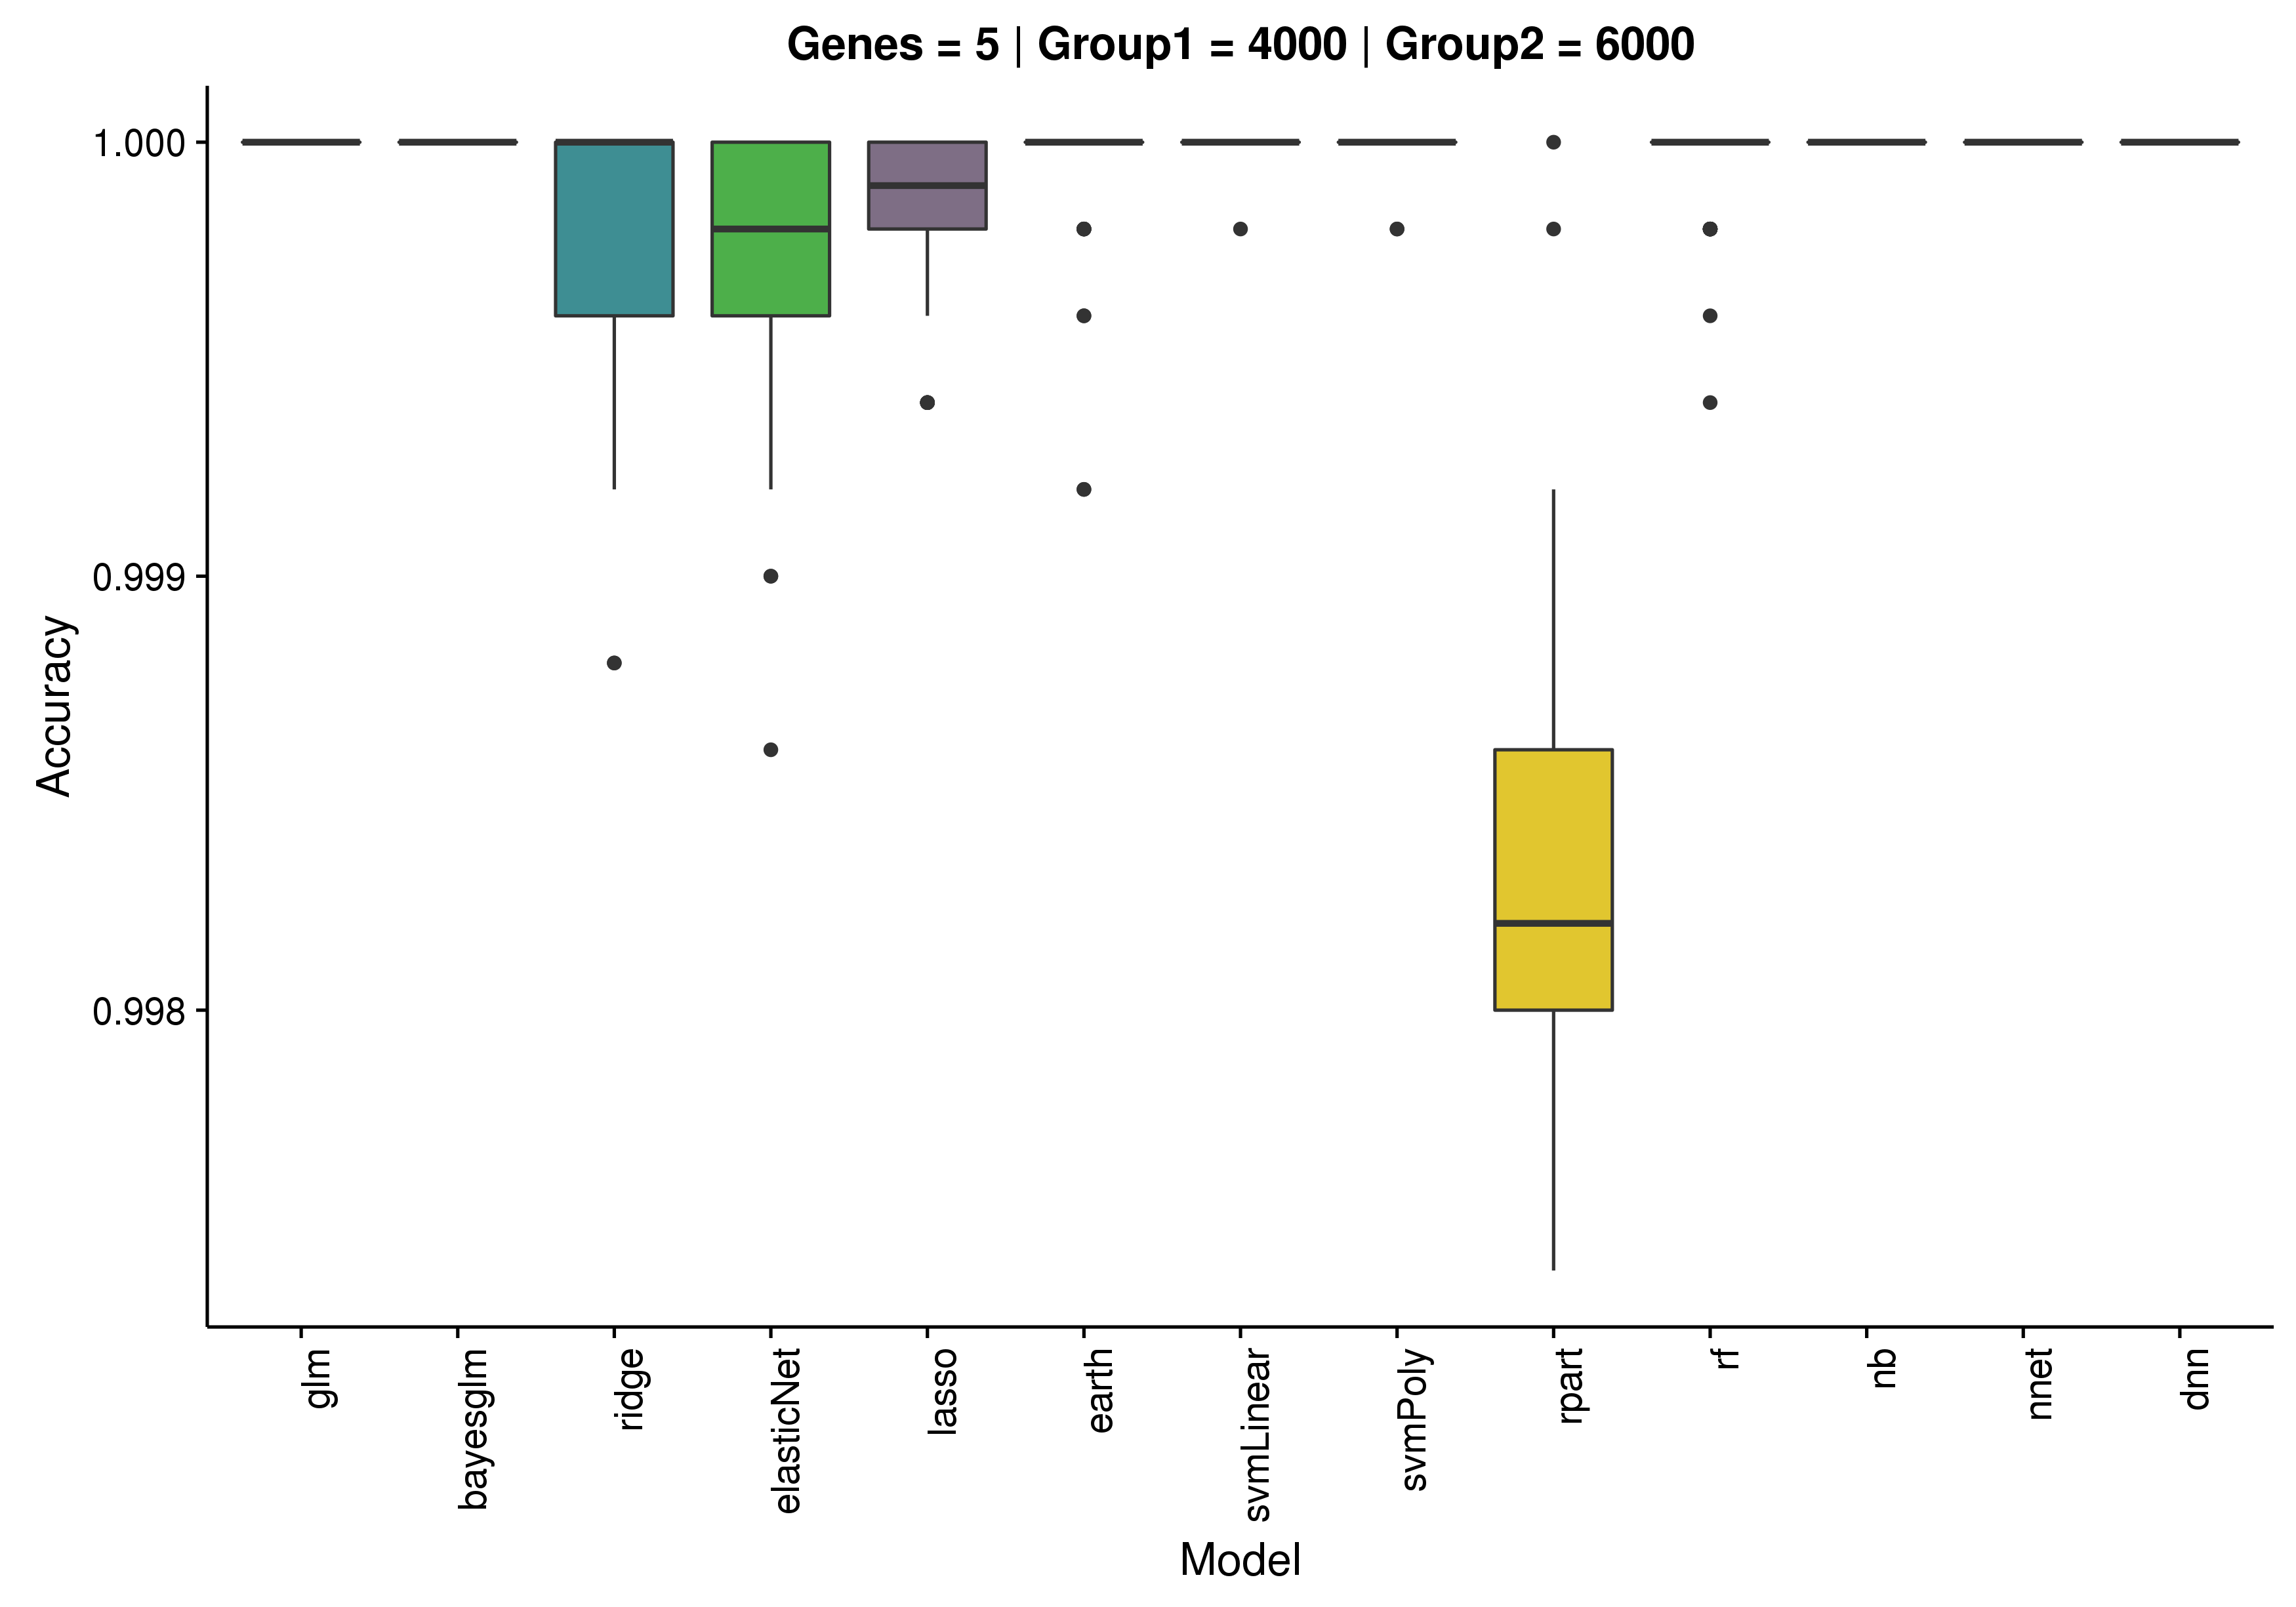 Genes = 5 | Group1 = 4000 | Group2 = 6000
1.000
0.999
0.998
Accuracy
glm
bayesglm
ridge
elasticNet
lasso
earth
svmLinear
svmPoly
rpart
rf
nb
nnet
dnn
Model